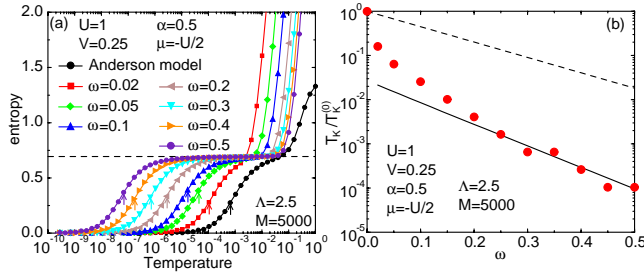 (a)
U=1 α=0.5
V=0.25 μ=-U/2
Anderson model
ω=0.02 ω=0.2
ω=0.05 ω=0.3
ω=0.1 ω=0.4
ω=0.5
Λ=2.5
M=5000
entropy
2.0
1.5
1.0
0.5
0.0
10⁻¹⁰ 10⁻⁹ 10⁻⁸ 10⁻⁷ 10⁻⁶ 10⁻⁵ 10⁻⁴ 10⁻³ 10⁻² 10⁻¹ 10⁰
Temperature
(b)
T_K/T_K^(0)
10⁰
10⁻¹
10⁻²
10⁻³
10⁻⁴
10⁻⁵
U=1
V=0.25
α=0.5 Λ=2.5
μ=-U/2 M=5000
0.0 0.1 0.2 0.3 0.4 0.5
ω